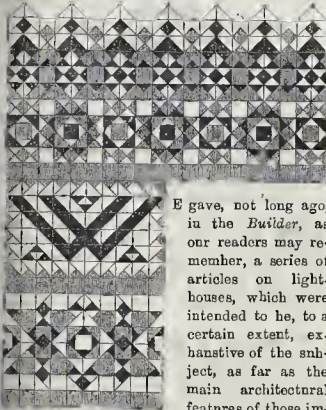 E gave, not long ago,
in the Builder, as
our readers may re-
member, a series of
articles on light-
houses, which were
intended to be, to a
certain extent, ex-
haustive of the sub-
ject, as far as the
main architectural
features of those im-